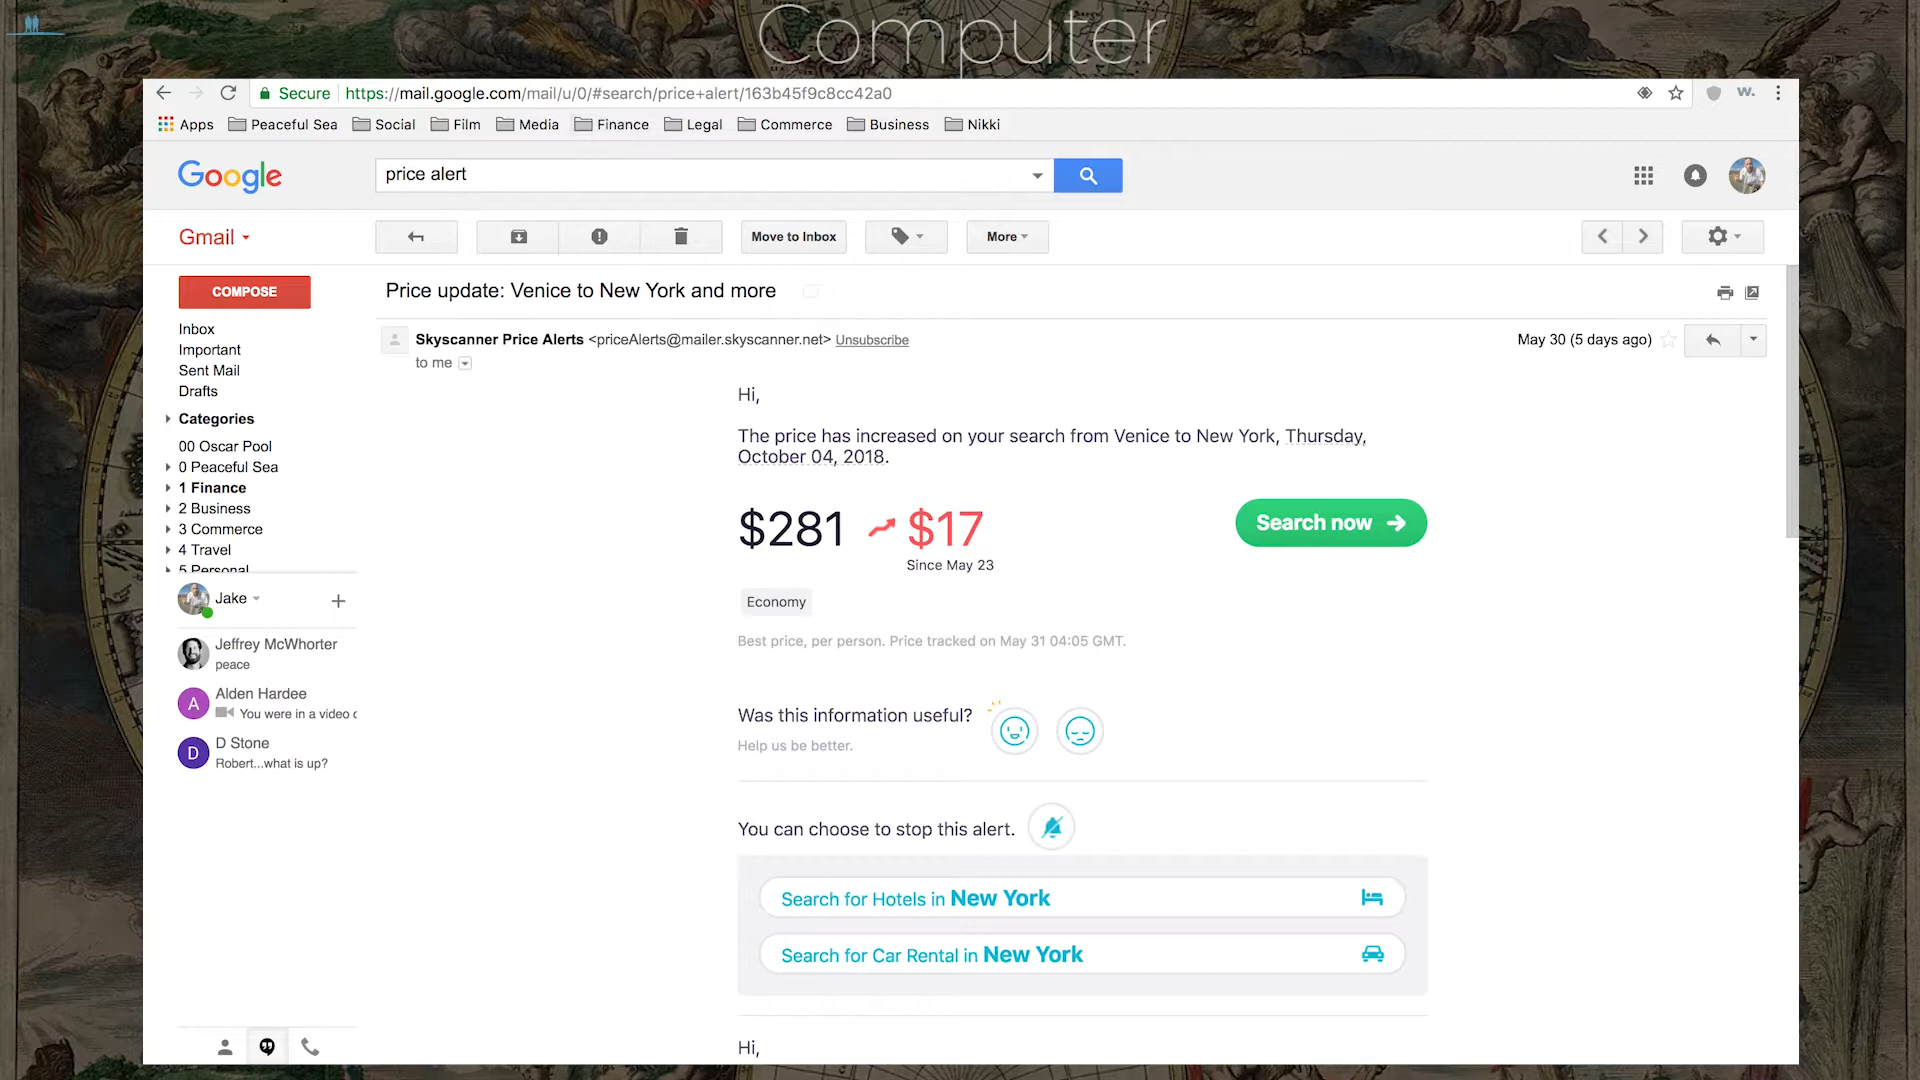 Computer
Secure https://mail.google.com/mail/u/0/#search/price+alert/163b45f9c8cc42a0
W.
Apps Peaceful Sea Social Film Media Finance Legal Commerce Business Nikki
Google
price alert
Gmail
Move to Inbox
More
COMPOSE
Price update: Venice to New York and more
Inbox
Important
Sent Mail
Drafts
Categories
00 Oscar Pool
0 Peaceful Sea
1 Finance
2 Business
3 Commerce
4 Travel
5 Personal
Jake
Jeffrey McWhorter
peace
A
Alden Hardee
You were in a video c
D
D Stone
Robert...what is up?
Skyscanner Price Alerts <priceAlerts@mailer.skyscanner.net> Unsubscribe
May 30 (5 days ago)
to me
Hi,
The price has increased on your search from Venice to New York, Thursday,
October 04, 2018.
$281 $17
Since May 23
Search now
Economy
Best price, per person. Price tracked on May 31 04:05 GMT.
Was this information useful?
Help us be better.
You can choose to stop this alert.
Search for Hotels in New York
Search for Car Rental in New York
Hi,